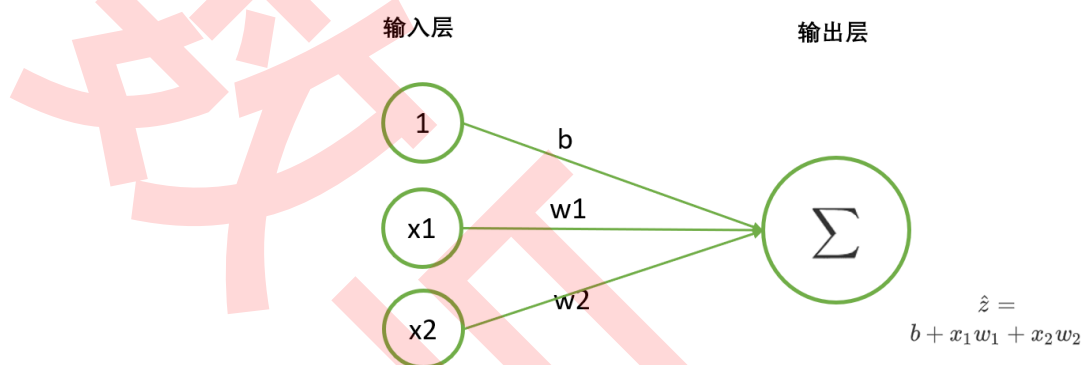 输入层
输出层
1
b
x1
w1
∑
x2
w2
ẑ =
b + x₁w₁ + x₂w₂